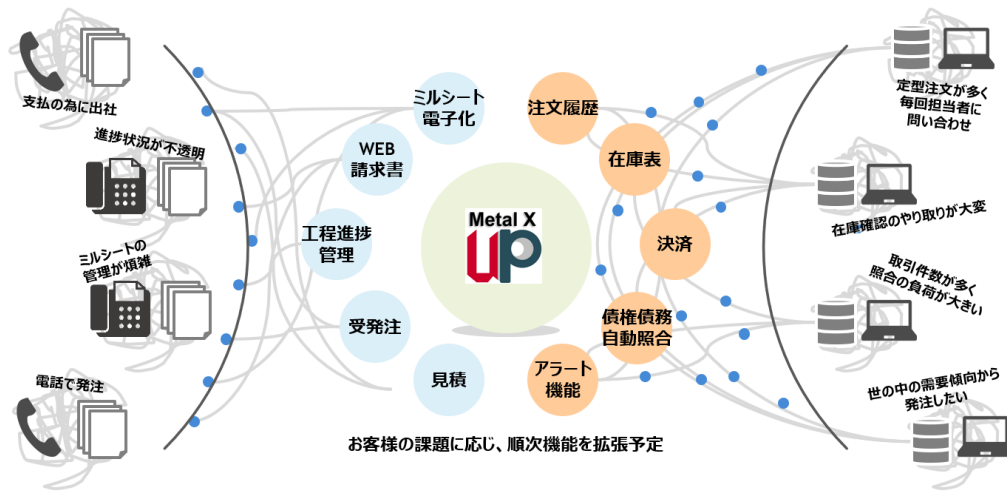 支払の為に出社
進捗状況が不透明
ミルシートの
管理が煩雑
電話で発注
ミルシート
電子化
WEB
請求書
工程進捗
管理
受発注
見積
Metal X
UP
注文履歴
在庫表
決済
債権債務
自動照合
アラート
機能
定型注文が多く
毎回担当者に
問い合わせ
在庫確認のやり取りが大変
取引件数が多く
照合の負荷が大きい
世の中の需要傾向から
発注したい
お客様の課題に応じ、順次機能を拡張予定